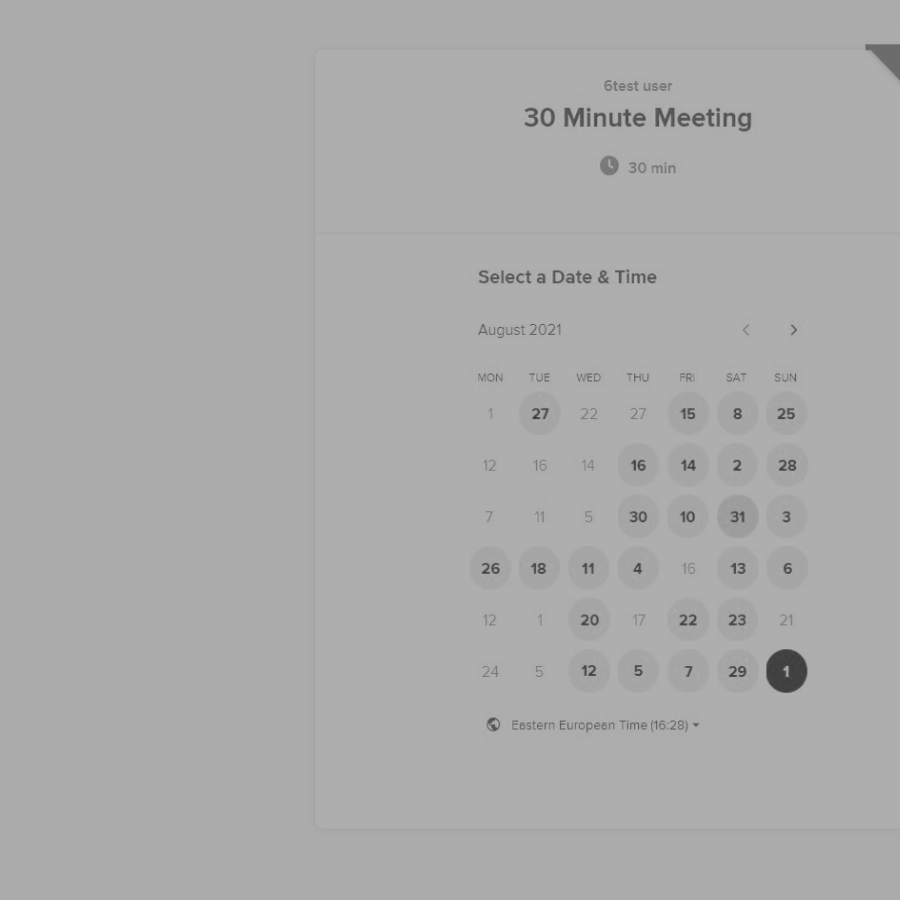 6test user
30 Minute Meeting
30 min
Select a Date & Time
August 2021
MON TUE WED THU FRI SAT SUN
1 27 22 27 15 8 25
12 16 14 16 14 2 28
7 11 5 30 10 31 3
26 18 11 4 16 13 6
12 1 20 17 22 23 21
24 5 12 5 7 29 1
Eastern European Time (16:28)